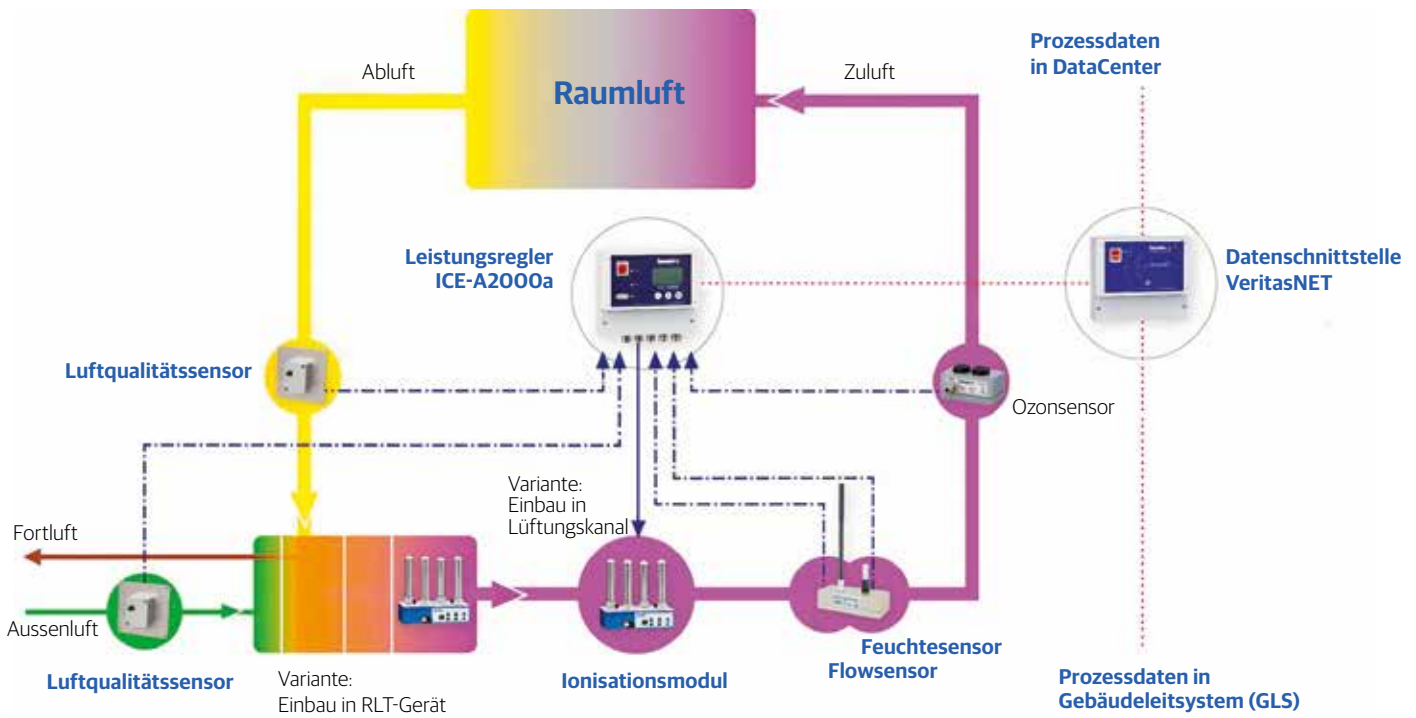 Prozessdaten
in DataCenter
Abluft
Zuluft
Raumluft
Leistungsregler
ICE-A2000a
Datenschnittstelle
VeritasNET
Luftqualitätssensor
Ozonsensor
Variante:
Einbau in
Lüftungskanal
Fortluft
Aussenluft
Feuchtesensor
Flowsensor
Luftqualitätssensor
Variante:
Einbau in RLT-Gerät
Ionisationsmodul
Prozessdaten in
Gebäudeleitsystem (GLS)